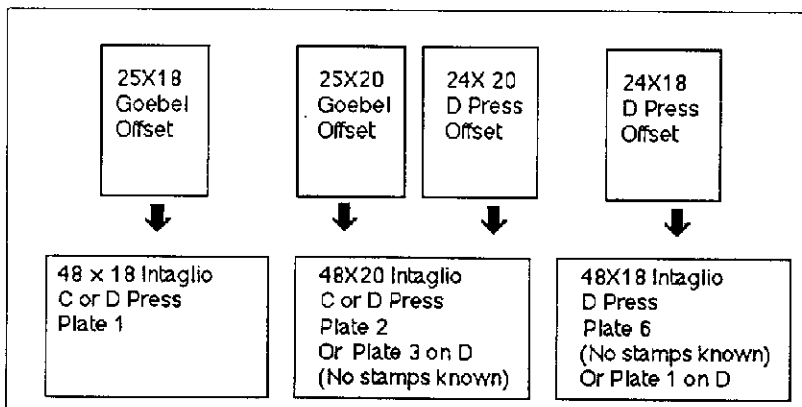 25X18
Goebel
Offset
25X20
Goebel
Offset
24X 20
D Press
Offset
24X18
D Press
Offset
48 x 18 Intaglio
C or D Press
Plate 1
48X20 Intaglio
C or D Press
Plate 2
Or Plate 3 on D
(No stamps known)
48X18 Intaglio
D Press
Plate 6
(No stamps known)
Or Plate 1 on D